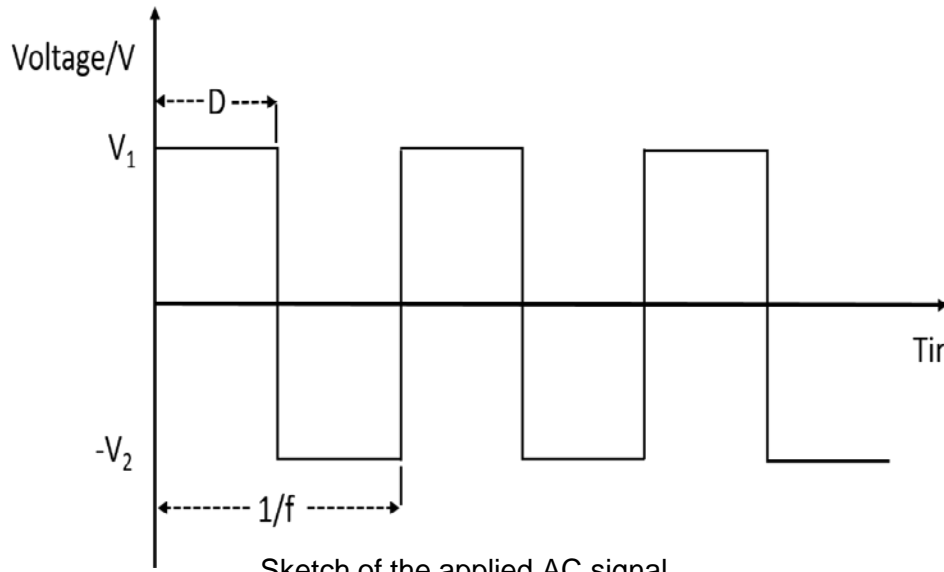 Voltage/V
D
V₁
-V₂
1/f
Sketch of the applied AC signal